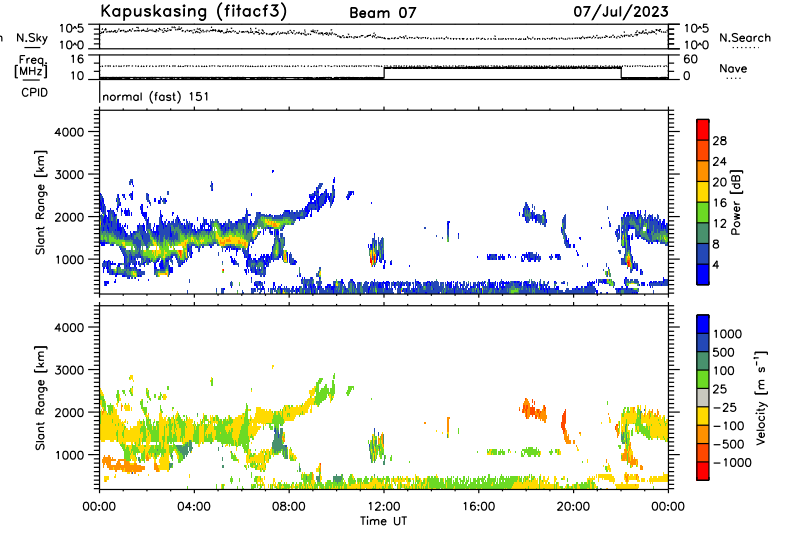 Kapuskasing (fitacf3) Beam 07 07/Jul/2023
N.Sky 10^5 10^5 N.Search
10^0 10^0
Freq. 16 60 Nave
[MHz] 10 0
CPID normal (fast) 151
Slant Range [km]
4000
3000
2000
1000
28
24
20
16
12
8
4
Power [dB]
Slant Range [km]
4000
3000
2000
1000
1000
500
100
25
−25
−100
−500
−1000
Velocity [m s⁻¹]
00:00 04:00 08:00 12:00 16:00 20:00 00:00
Time UT